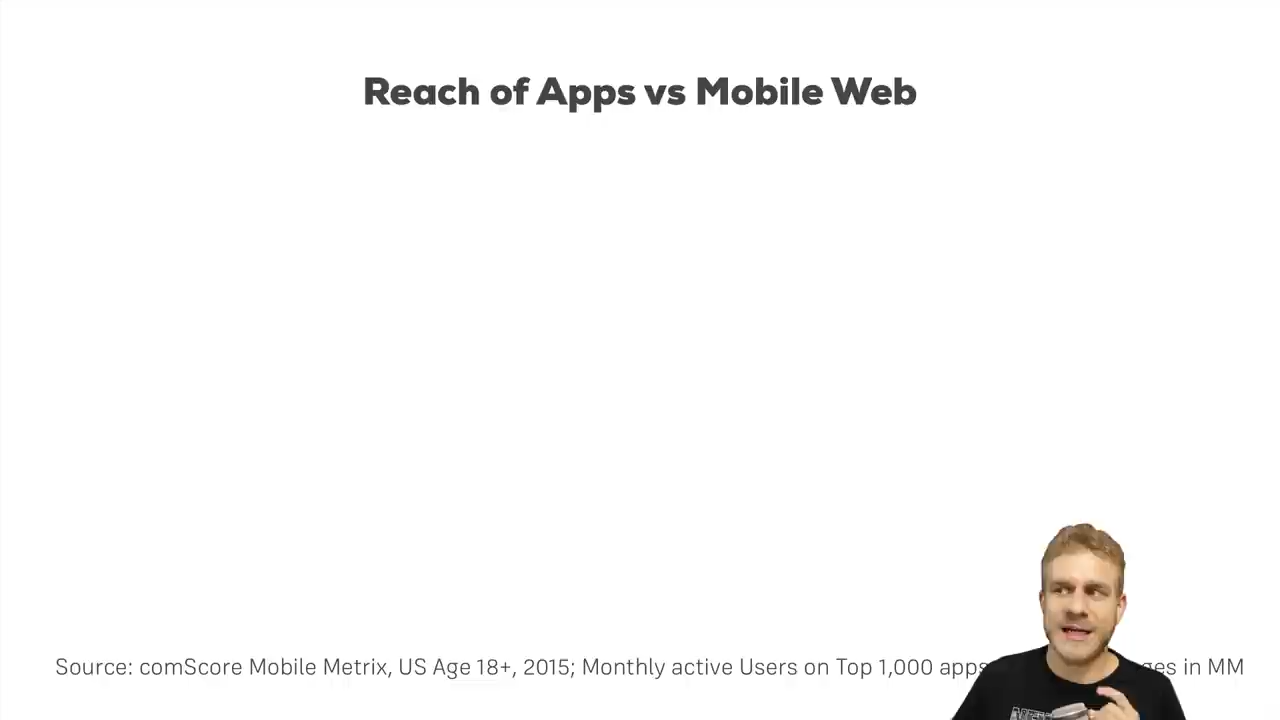 Reach of Apps vs Mobile Web
Source: comScore Mobile Metrix, US Age 18+, 2015; Monthly active Users on Top 1,000 apps in MM